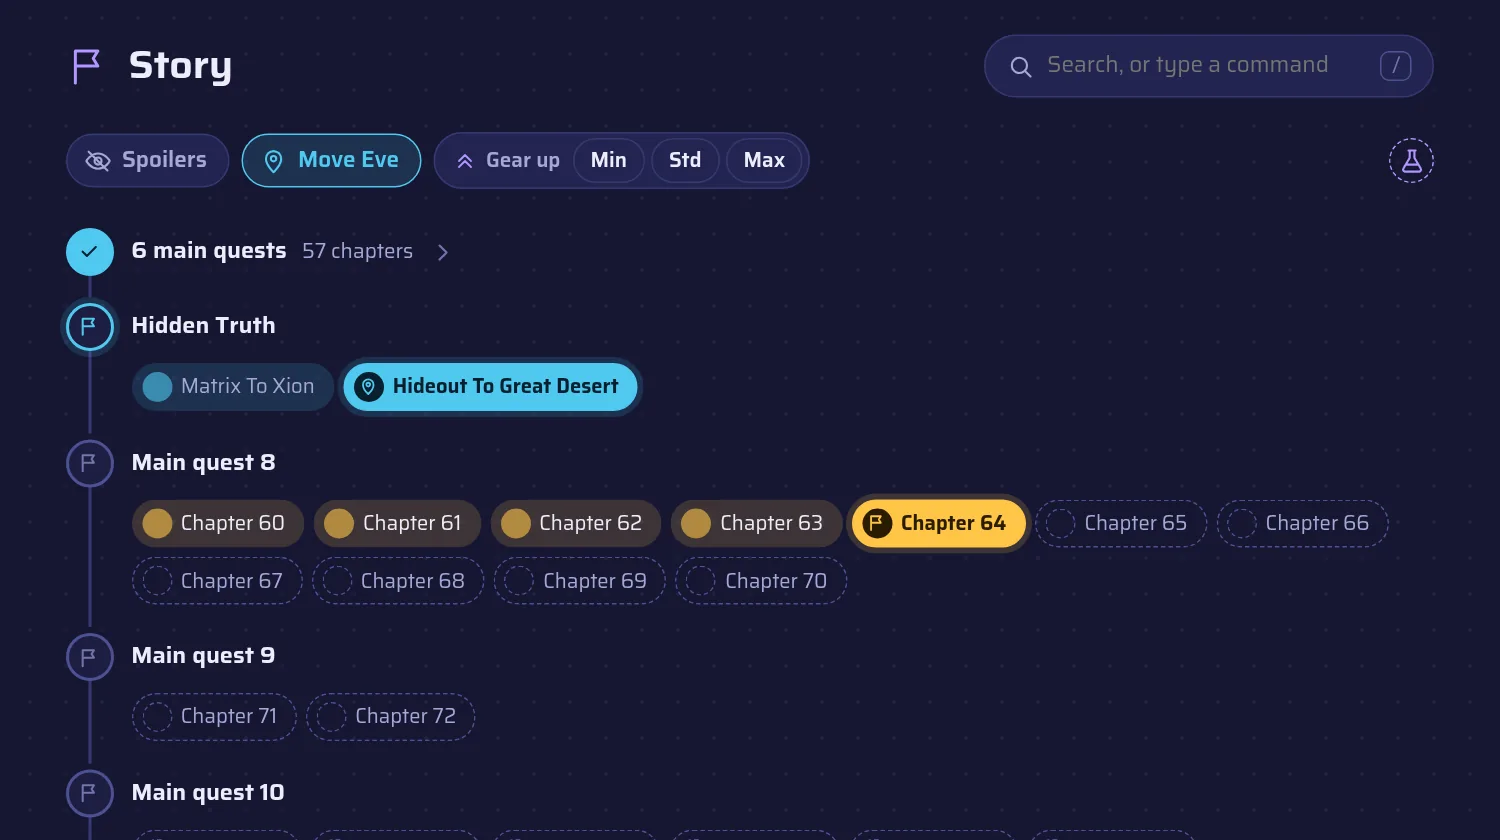 Story
Search, or type a command /
Spoilers Move Eve Gear up Min Std Max
6 main quests 57 chapters
Hidden Truth
Matrix To Xion Hideout To Great Desert
Main quest 8
Chapter 60 Chapter 61 Chapter 62 Chapter 63 Chapter 64 Chapter 65 Chapter 66
Chapter 67 Chapter 68 Chapter 69 Chapter 70
Main quest 9
Chapter 71 Chapter 72
Main quest 10